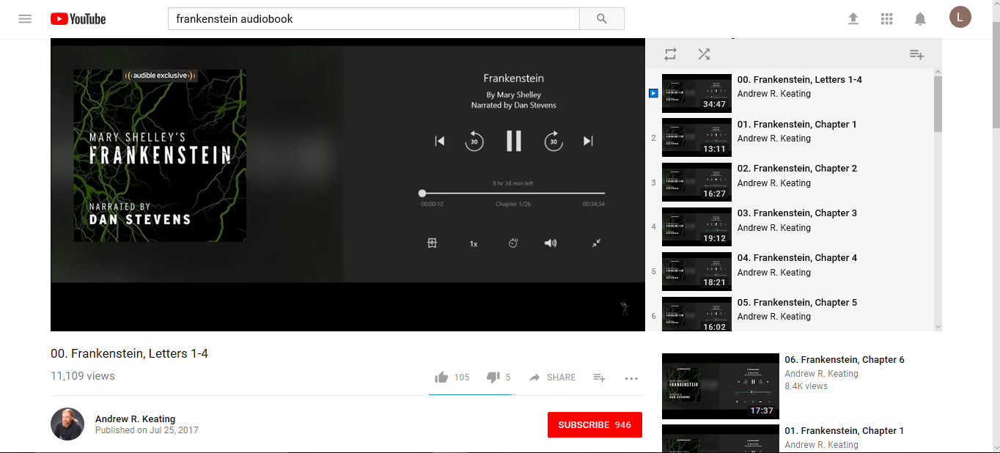 YouTube
frankenstein audiobook
L
audible exclusive
MARY SHELLEY'S
FRANKENSTEIN
NARRATED BY
DAN STEVENS
Frankenstein
By Mary Shelley
Narrated by Dan Stevens
30
30
8 hr 34 min left
00:00:12
Chapter 1/26
00:34:34
1x
00. Frankenstein, Letters 1-4
Andrew R. Keating
34:47
2
01. Frankenstein, Chapter 1
Andrew R. Keating
13:11
3
02. Frankenstein, Chapter 2
Andrew R. Keating
16:27
4
03. Frankenstein, Chapter 3
Andrew R. Keating
19:12
5
04. Frankenstein, Chapter 4
Andrew R. Keating
18:21
6
05. Frankenstein, Chapter 5
Andrew R. Keating
16:02
00. Frankenstein, Letters 1-4
11,109 views
105
5
SHARE
Andrew R. Keating
Published on Jul 25, 2017
SUBSCRIBE 946
06. Frankenstein, Chapter 6
Andrew R. Keating
8.4K views
17:37
01. Frankenstein, Chapter 1
Andrew R. Keating